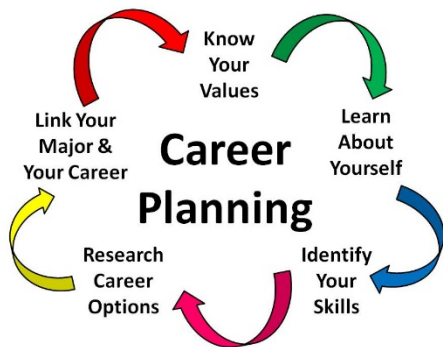 Career
Planning
Know
Your
Values
Learn
About
Yourself
Identify
Your
Skills
Research
Career
Options
Link Your
Major &
Your Career